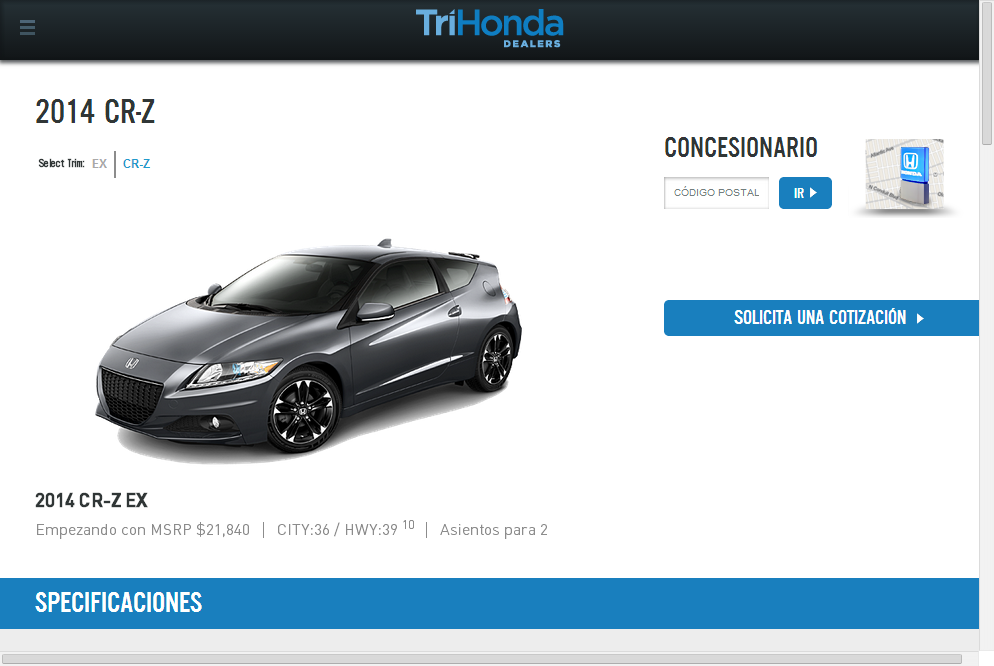 TriHonda
DEALERS
2014 CR-Z
Select Trim: EX CR-Z
CONCESIONARIO
CÓDIGO POSTAL IR
HONDA
SOLICITA UNA COTIZACIÓN
2014 CR-Z EX
Empezando con MSRP $21,840 | CITY:36 / HWY:39 10 | Asientos para 2
SPECIFICACIONES